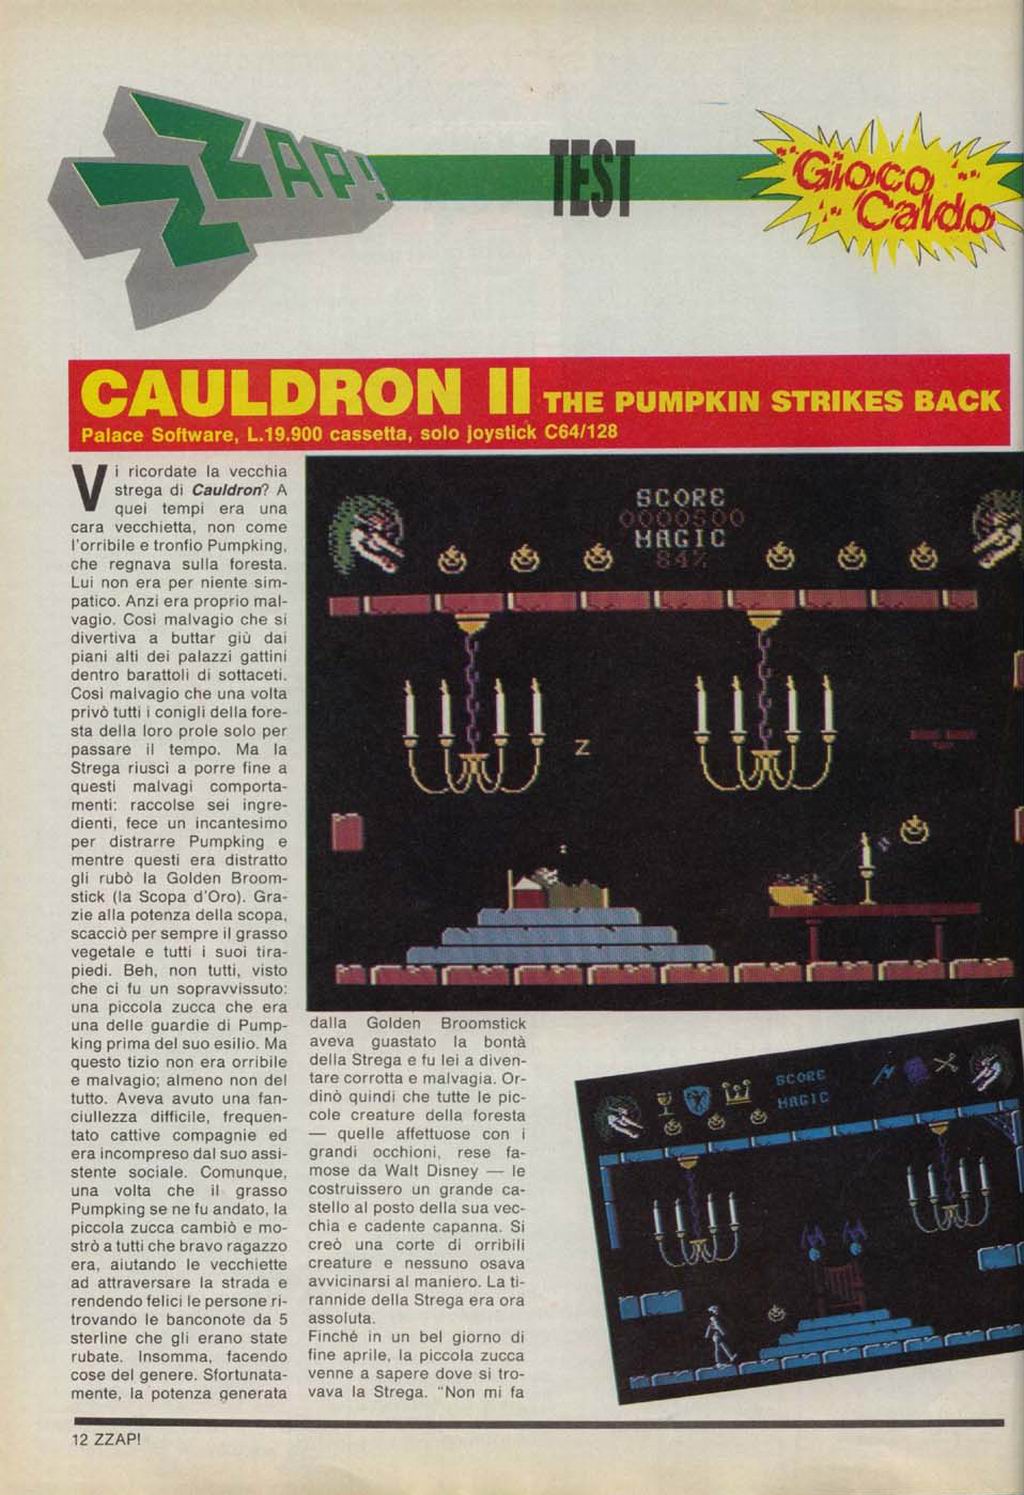 ZZAP!
TEST
Gioco
Caldo
CAULDRON II THE PUMPKIN STRIKES BACK
Palace Software, L.19.900 cassetta, solo joystick C64/128
Vi ricordate la vecchia
strega di Cauldron? A
quei tempi era una
cara vecchietta, non come
l'orribile e tronfio Pumpking,
che regnava sulla foresta.
Lui non era per niente sim-
patico. Anzi era proprio mal-
vagio. Così malvagio che si
divertiva a buttar giù dai
piani alti dei palazzi gattini
dentro barattoli di sottaceti.
Così malvagio che una volta
privò tutti i conigli della fore-
sta della loro prole solo per
passare il tempo. Ma la
Strega riuscì a porre fine a
questi malvagi comporta-
menti: raccolse sei ingre-
dienti, fece un incantesimo
per distrarre Pumpking e
mentre questi era distratto
gli rubò la Golden Broom-
stick (la Scopa d'Oro). Gra-
zie alla potenza della scopa,
scacciò per sempre il grasso
vegetale e tutti i suoi tira-
piedi. Beh, non tutti, visto
che ci fu un sopravvissuto:
una piccola zucca che era
una delle guardie di Pump-
king prima del suo esilio. Ma
questo tizio non era orribile
e malvagio; almeno non del
tutto. Aveva avuto una fan-
ciullezza difficile, frequen-
tato cattive compagnie ed
era incompreso dal suo assi-
stente sociale. Comunque,
una volta che il grasso
Pumpking se ne fu andato, la
piccola zucca cambiò e mo-
strò a tutti che bravo ragazzo
era, aiutando le vecchiette
ad attraversare la strada e
rendendo felici le persone ri-
trovando le banconote da 5
sterline che gli erano state
rubate. Insomma, facendo
cose del genere. Sfortunata-
mente, la potenza generata
SCORE
0000500
MAGIC
84%
Z
dalla Golden Broomstick
aveva guastato la bontà
della Strega e fu lei a diven-
tare corrotta e malvagia. Or-
dinò quindi che tutte le pic-
cole creature della foresta
— quelle affettuose con i
grandi occhioni, rese fa-
mose da Walt Disney — le
costruissero un grande ca-
stello al posto della sua vec-
chia e cadente capanna. Si
creò una corte di orribili
creature e nessuno osava
avvicinarsi al maniero. La ti-
rannide della Strega era ora
assoluta.
Finché in un bel giorno di
fine aprile, la piccola zucca
venne a sapere dove si tro-
vava la Strega. "Non mi fa
SCORE
MAGIC
12 ZZAP!